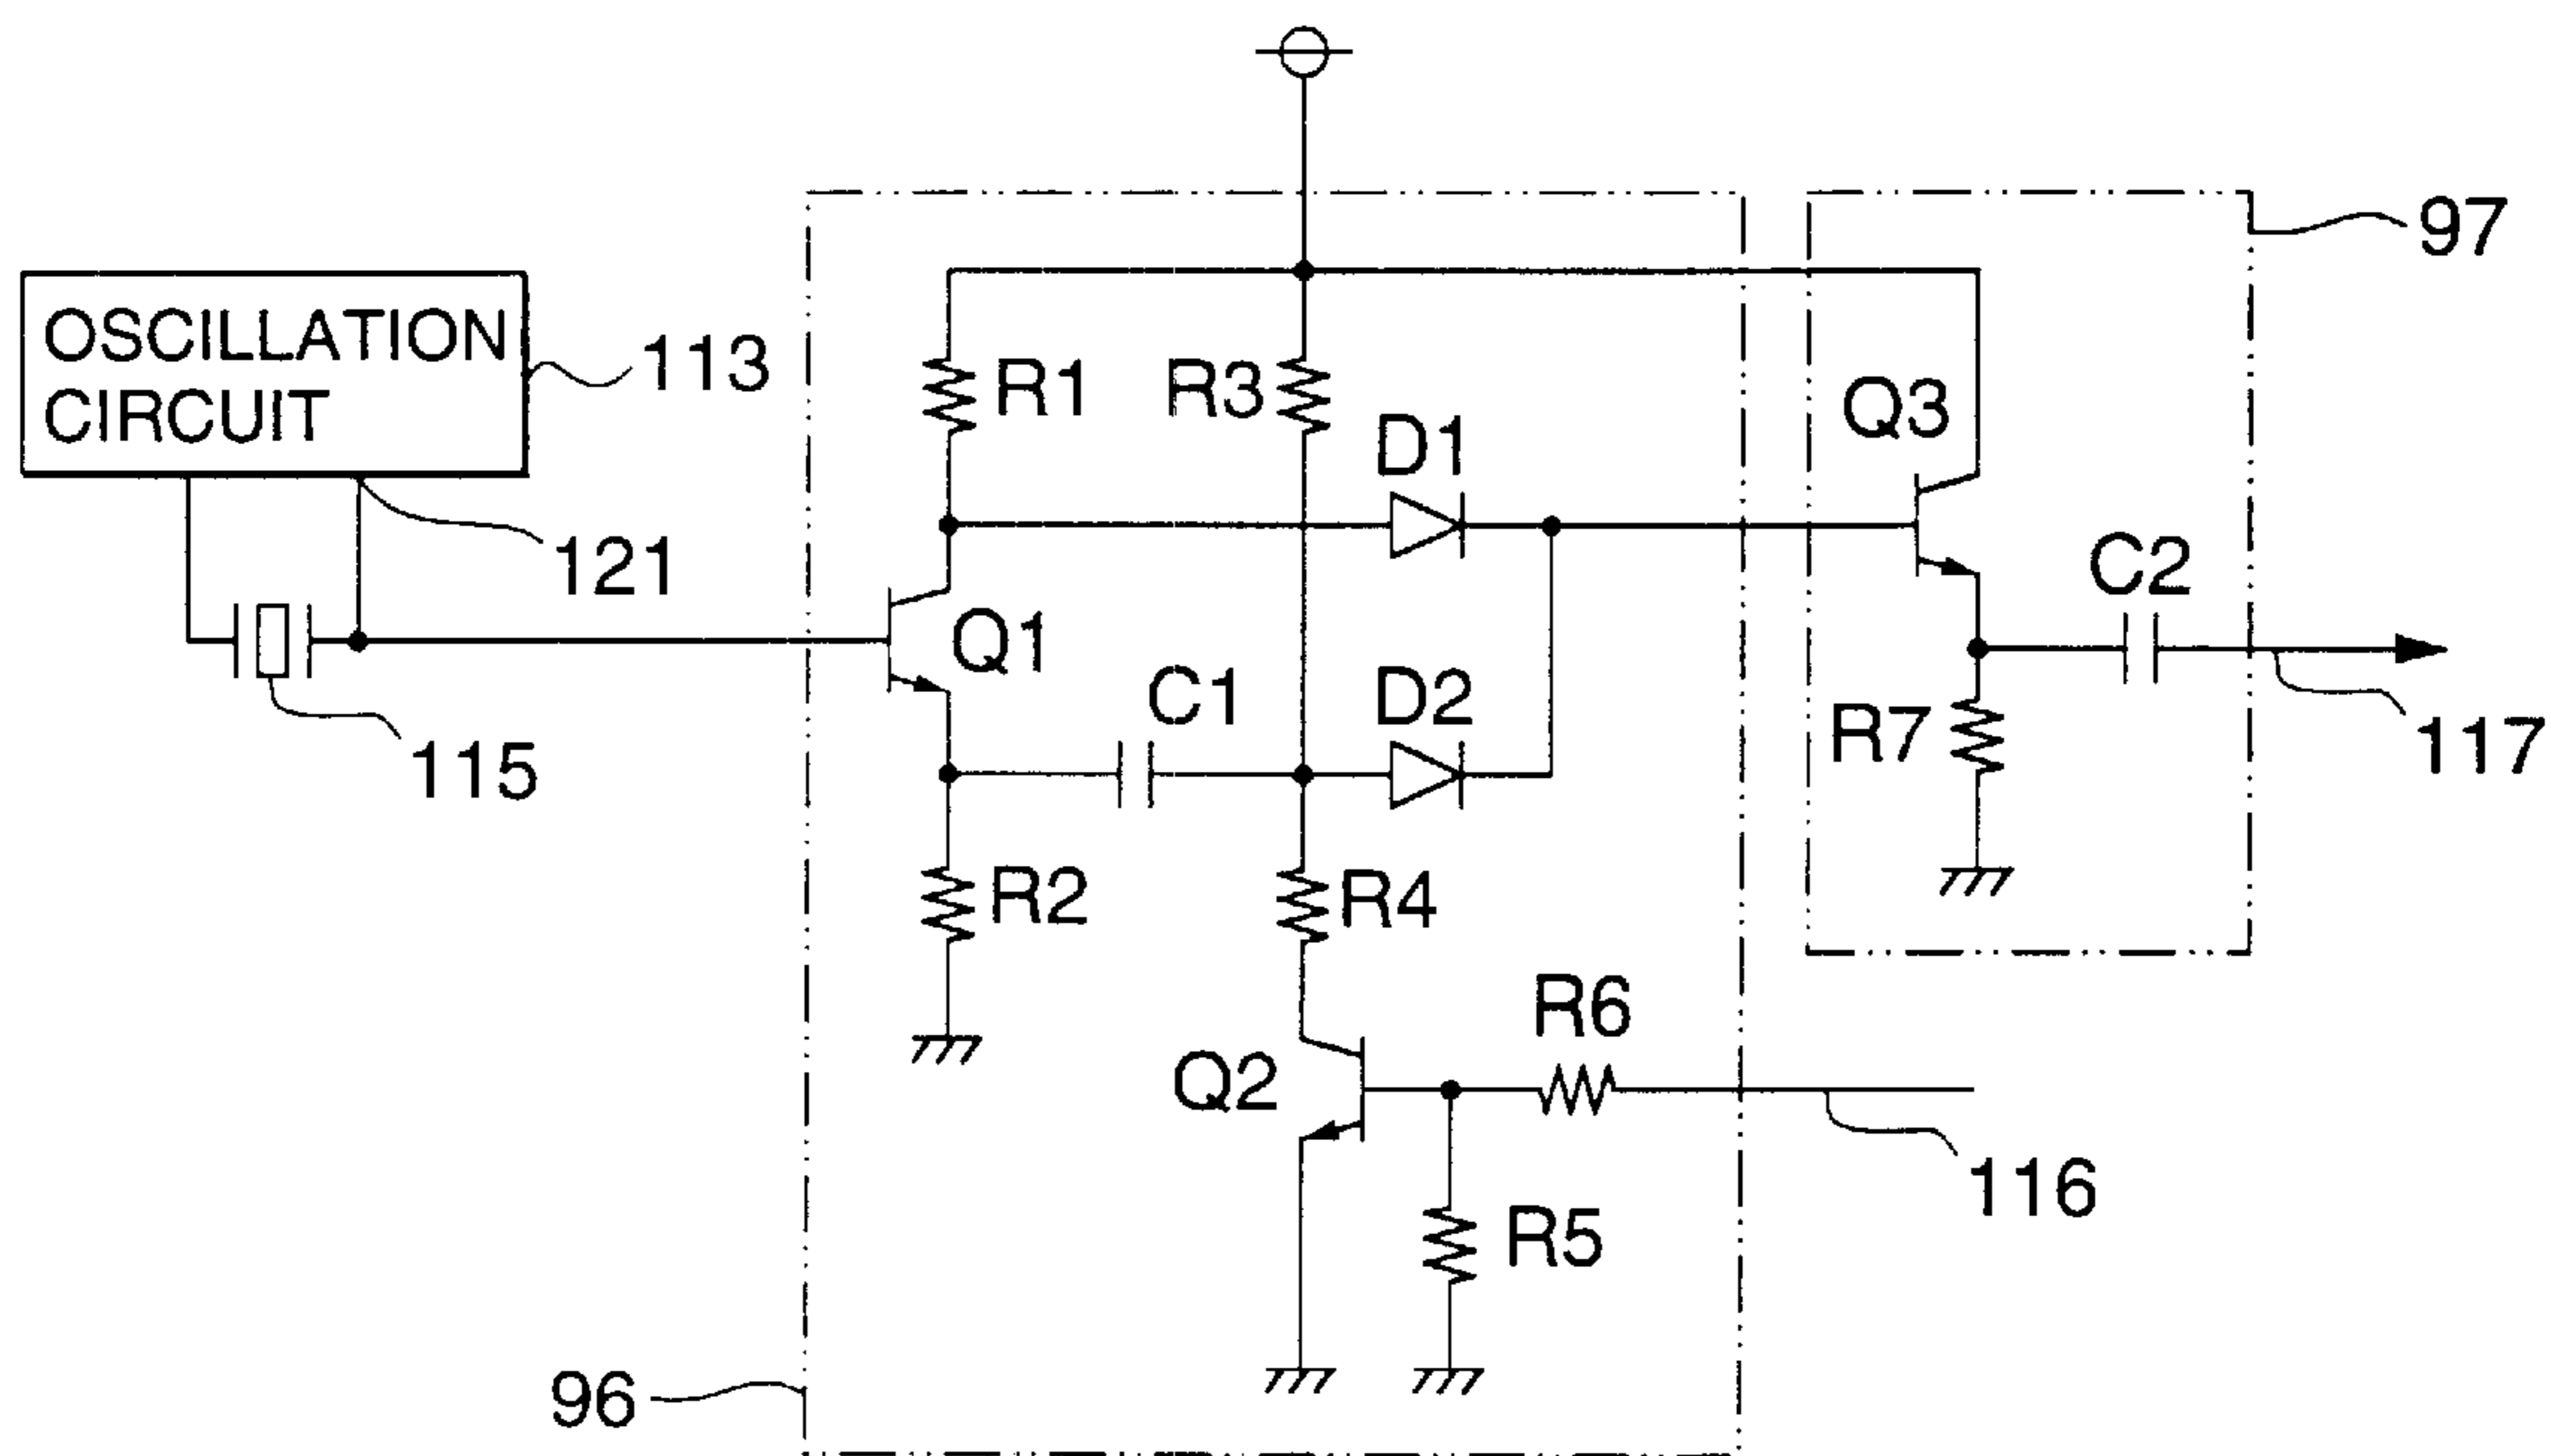 97
OSCILLATION
CIRCUIT
113
R1
R3
D1
Q3
121
C2
Q1
C1
D2
R7
115
117
R2
R4
R6
Q2
116
R5
96